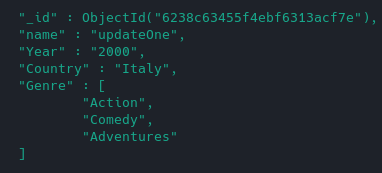 "_id" : ObjectId("6238c63455f4ebf6313acf7e"),
"name" : "updateOne",
"Year" : "2000",
"Country" : "Italy",
"Genre" : [
"Action",
"Comedy",
"Adventures"
]